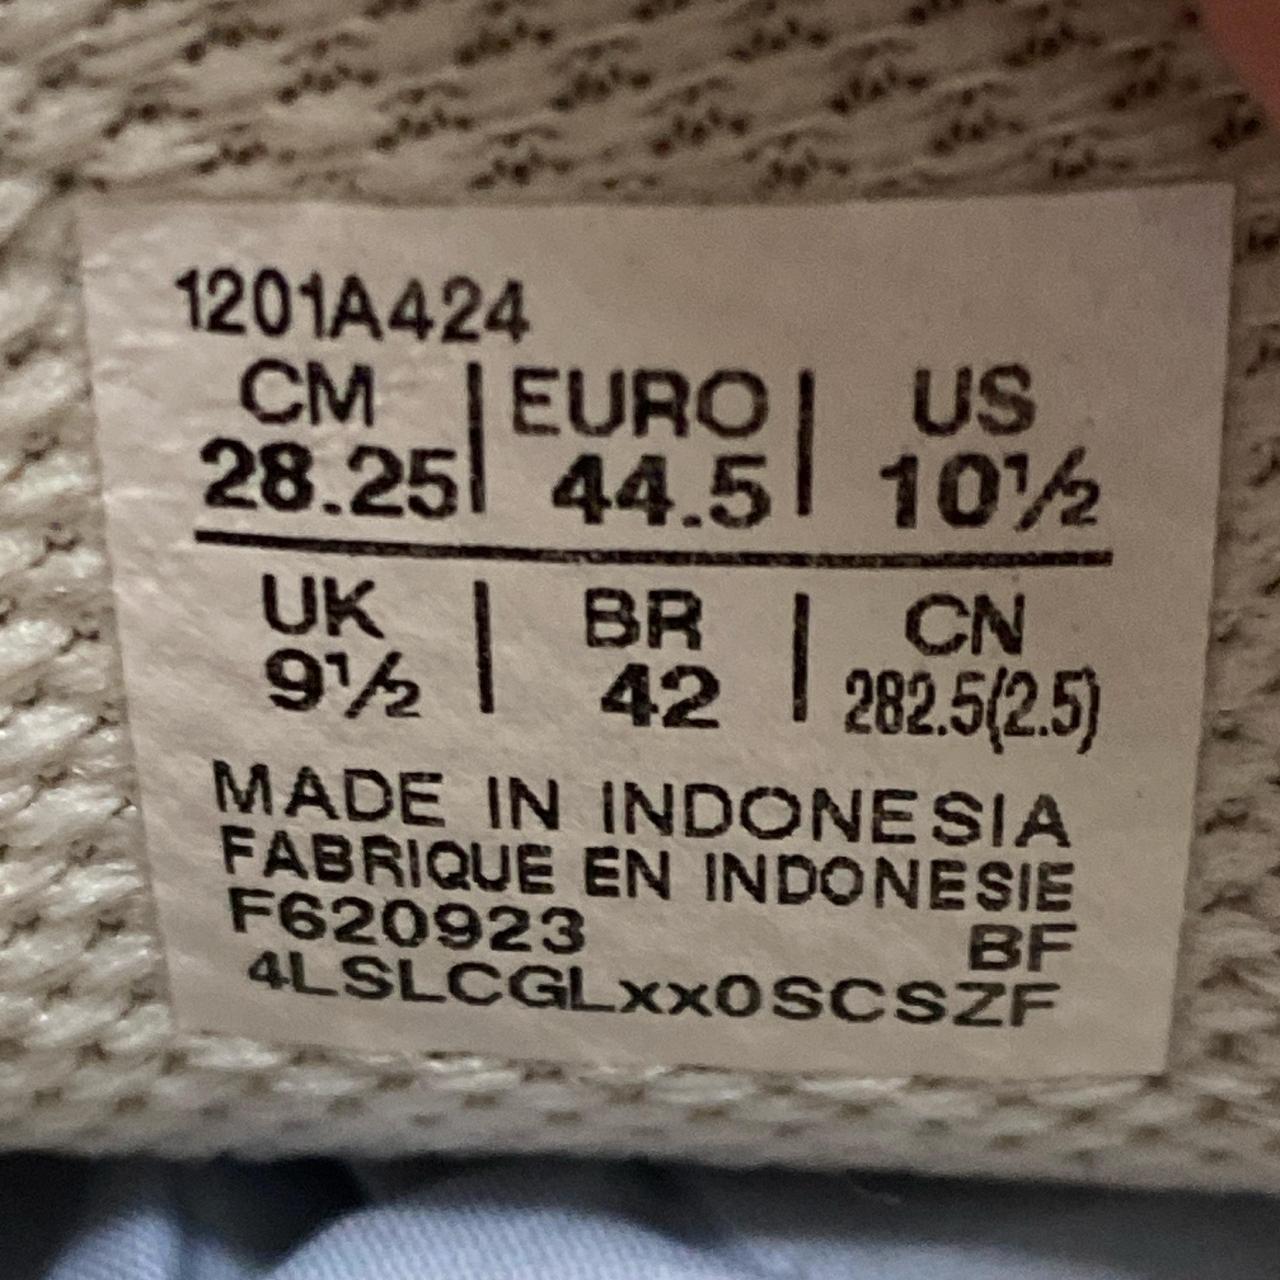 1201A424
CM | EURO | US
28.25 | 44.5 | 10½
UK | BR | CN
9½ | 42 | 282.5(2.5)
MADE IN INDONESIA
FABRIQUE EN INDONESIE
F620923 BF
4LSLCGLxx0SCSZF